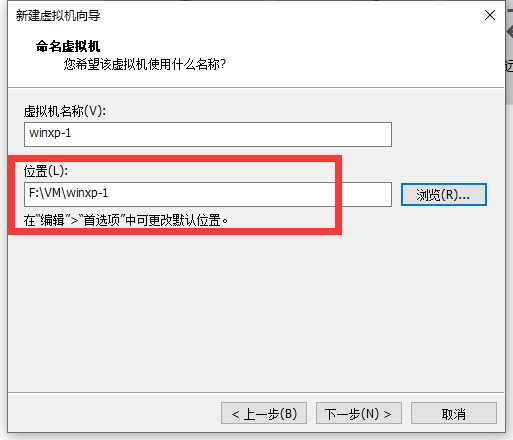 新建虚拟机向导
命名虚拟机
您希望该虚拟机使用什么名称?
虚拟机名称(V):
winxp-1
位置(L):
F:\VM\winxp-1
浏览(R)...
在“编辑”>“首选项”中可更改默认位置。
< 上一步(B)
下一步(N) >
取消